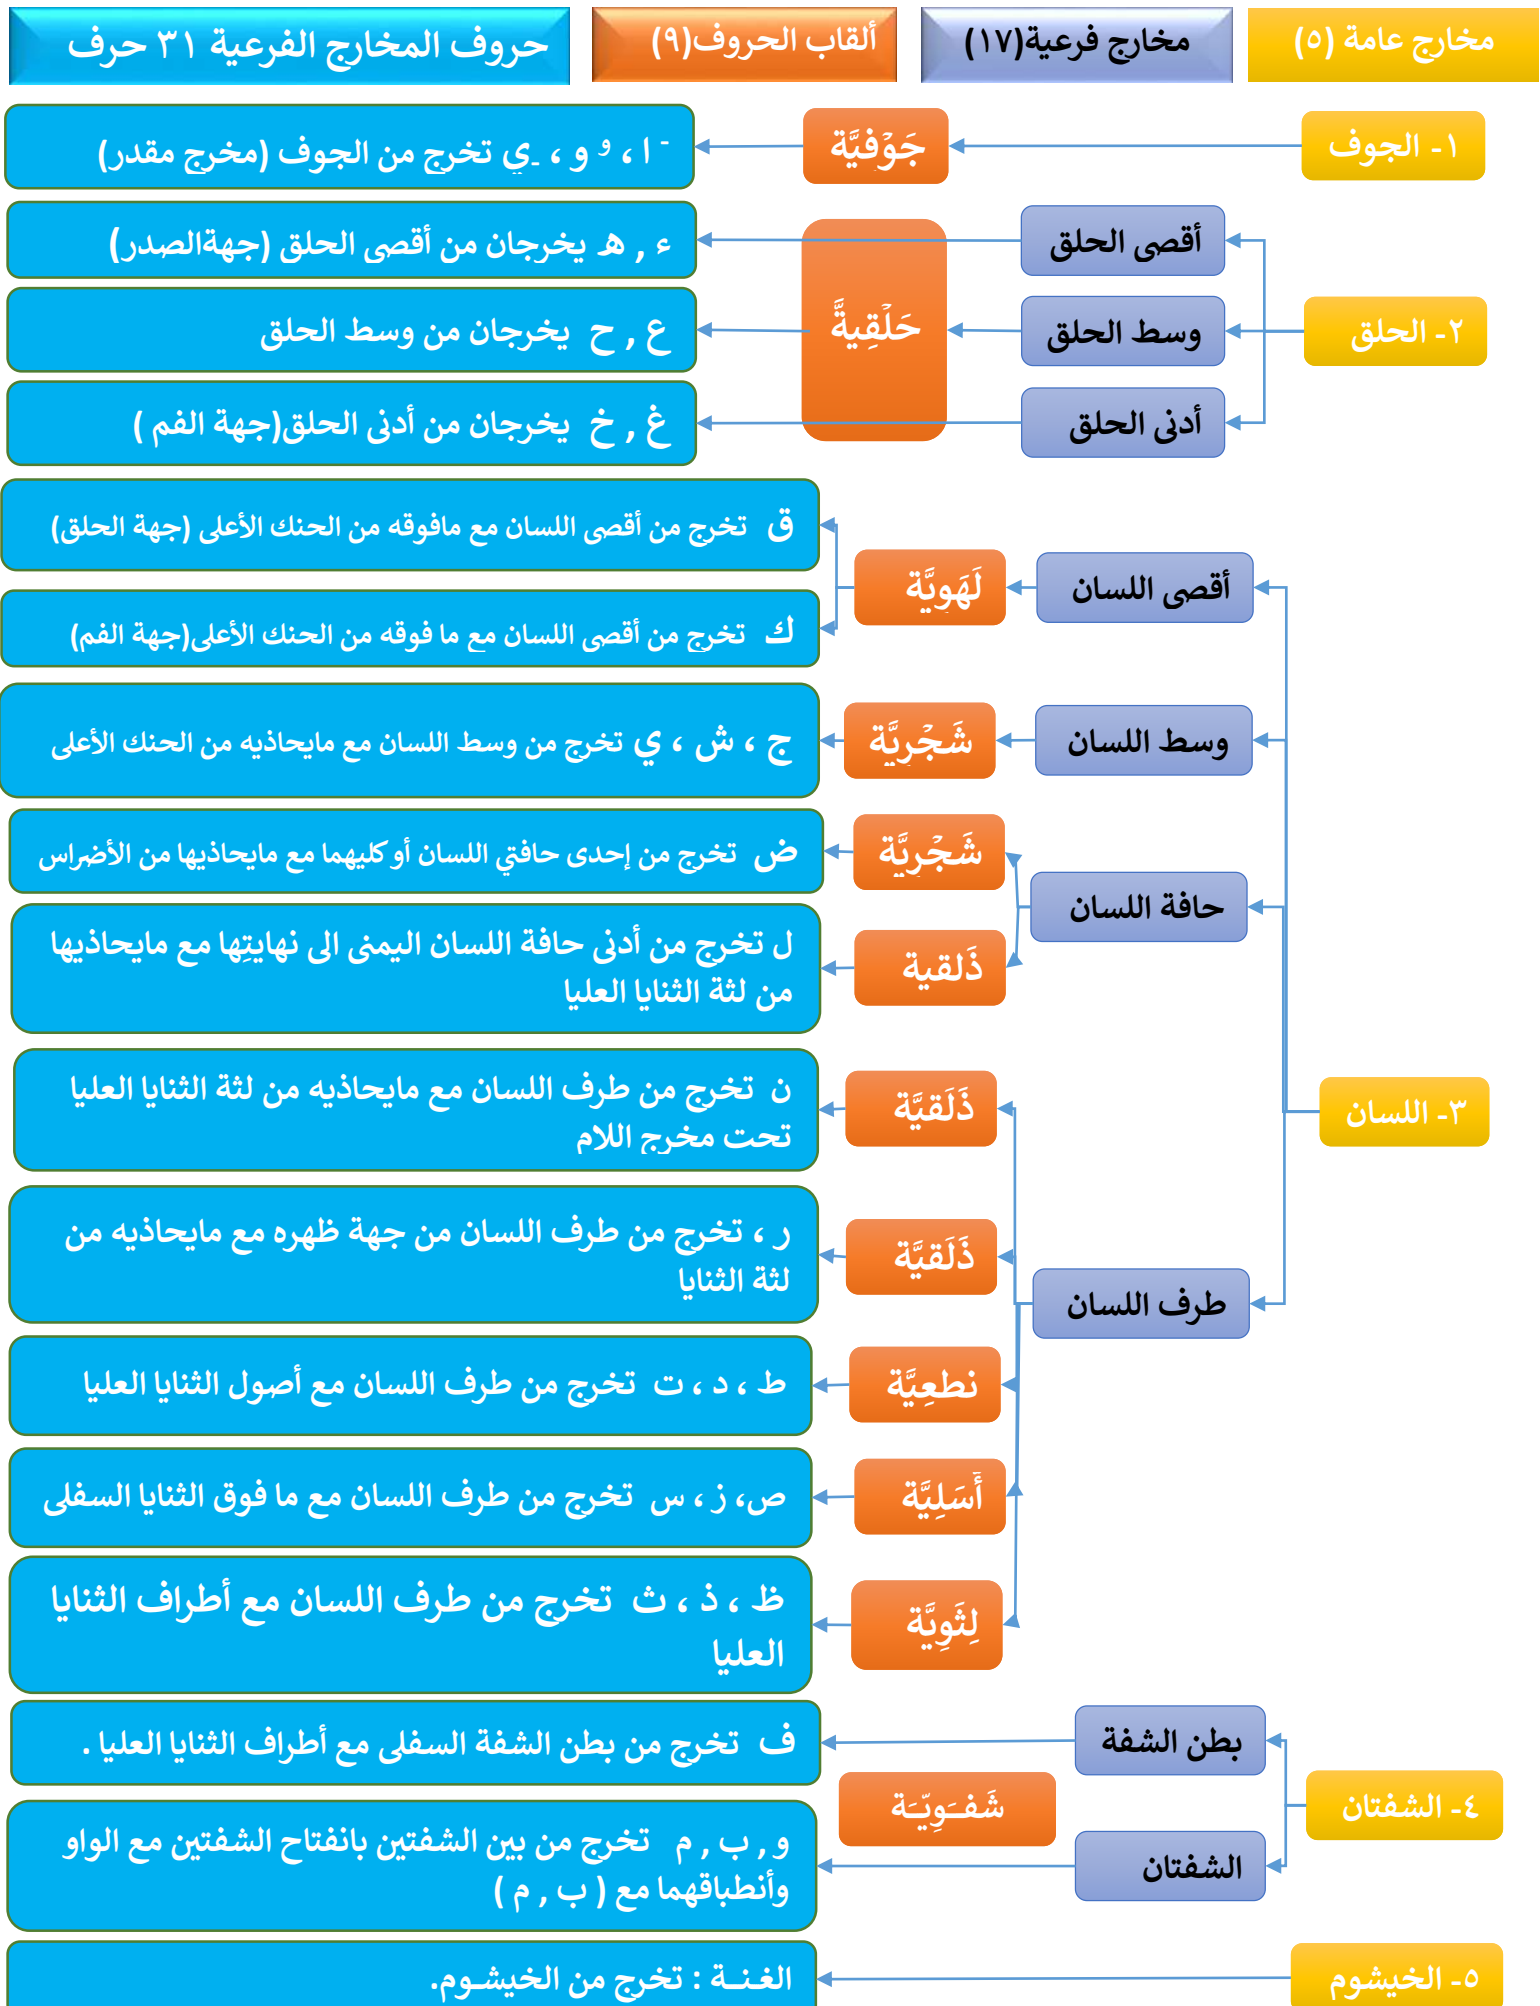 مخارج عامة (٥)
مخارج فرعية(١٧)
ألقاب الحروف(٩)
حروف المخارج الفرعية ٣١ حرف
١- الجوف
جَوْفيَّة
َ ا ، ُ و ، ـِي تخرج من الجوف (مخرج مقدر)
٢- الحلق
أقصى الحلق
وسط الحلق
أدنى الحلق
حَلْقِيةَّ
ء , هـ يخرجان من أقصى الحلق (جهةالصدر)
ع , ح يخرجان من وسط الحلق
غ , خ يخرجان من أدنى الحلق(جهة الفم )
٣- اللسان
أقصى اللسان
لَهَويَّة
ق تخرج من أقصى اللسان مع مافوقه من الحنك الأعلى (جهة الحلق)
ك تخرج من أقصى اللسان مع ما فوقه من الحنك الأعلى(جهة الفم)
وسط اللسان
شَجْريَّة
ج ، ش ، ي تخرج من وسط اللسان مع مايحاذيه من الحنك الأعلى
حافة اللسان
شَجْريَّة
ض تخرج من إحدى حافتي اللسان أو كليهما مع مايحاذيها من الأضراس
ذَلقية
ل تخرج من أدنى حافة اللسان اليمنى الى نهايتِها مع مايحاذيها
من لثة الثنايا العليا
طرف اللسان
ذَلَقيَّة
ن تخرج من طرف اللسان مع مايحاذيه من لثة الثنايا العليا
تحت مخرج اللام
ذَلَقيَّة
ر ، تخرج من طرف اللسان من جهة ظهره مع مايحاذيه من
لثة الثنايا
نطعِيَّة
ط ، د ، ت تخرج من طرف اللسان مع أصول الثنايا العليا
أَسَلِيَّة
ص، ز ، س تخرج من طرف اللسان مع ما فوق الثنايا السفلى
لِثَوِيَّة
ظ ، ذ ، ث تخرج من طرف اللسان مع أطراف الثنايا
العليا
٤- الشفتان
بطن الشفة
الشفتان
شَفـَوِيّـَة
ف تخرج من بطن الشفة السفلى مع أطراف الثنايا العليا .
و , ب , م تخرج من بين الشفتين بانفتاح الشفتين مع الواو
وأنطباقهما مع ( ب , م )
٥- الخيشوم
الغـنــة : تخرج من الخيشـوم.